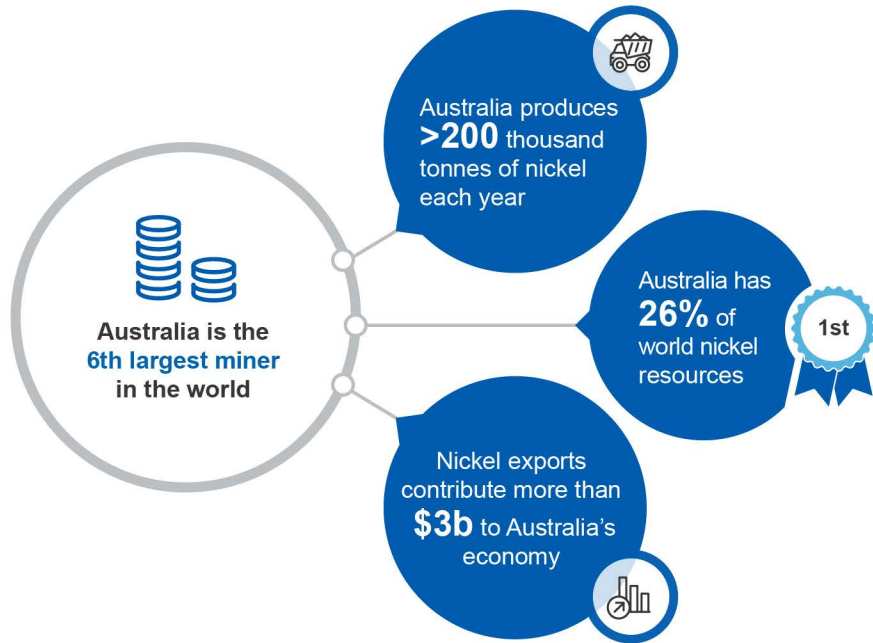 Australia produces
>200 thousand
tonnes of nickel
each year
Australia is the
6th largest miner
in the world
Australia has
26% of
world nickel
resources
1st
Nickel exports
contribute more than
$3b to Australia’s
economy